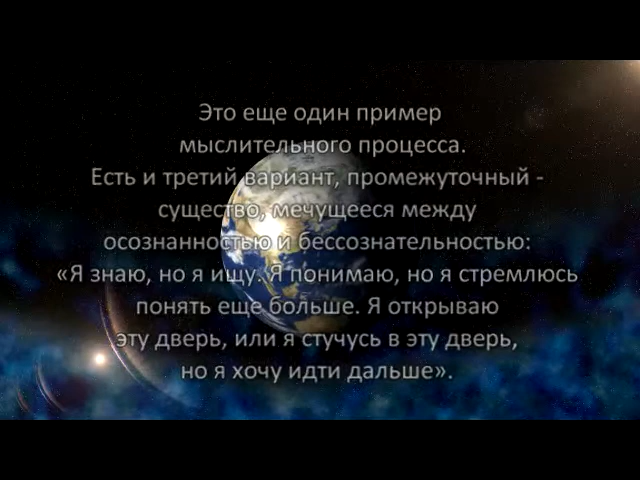 Это еще один пример
мыслительного процесса.
Есть и третий вариант, промежуточный -
существо, мечущееся между
осознанностью и бессознательностью:
«Я знаю, но я ищу. Я понимаю, но я стремлюсь
понять еще больше. Я открываю
эту дверь, или я стучусь в эту дверь,
но я хочу идти дальше».